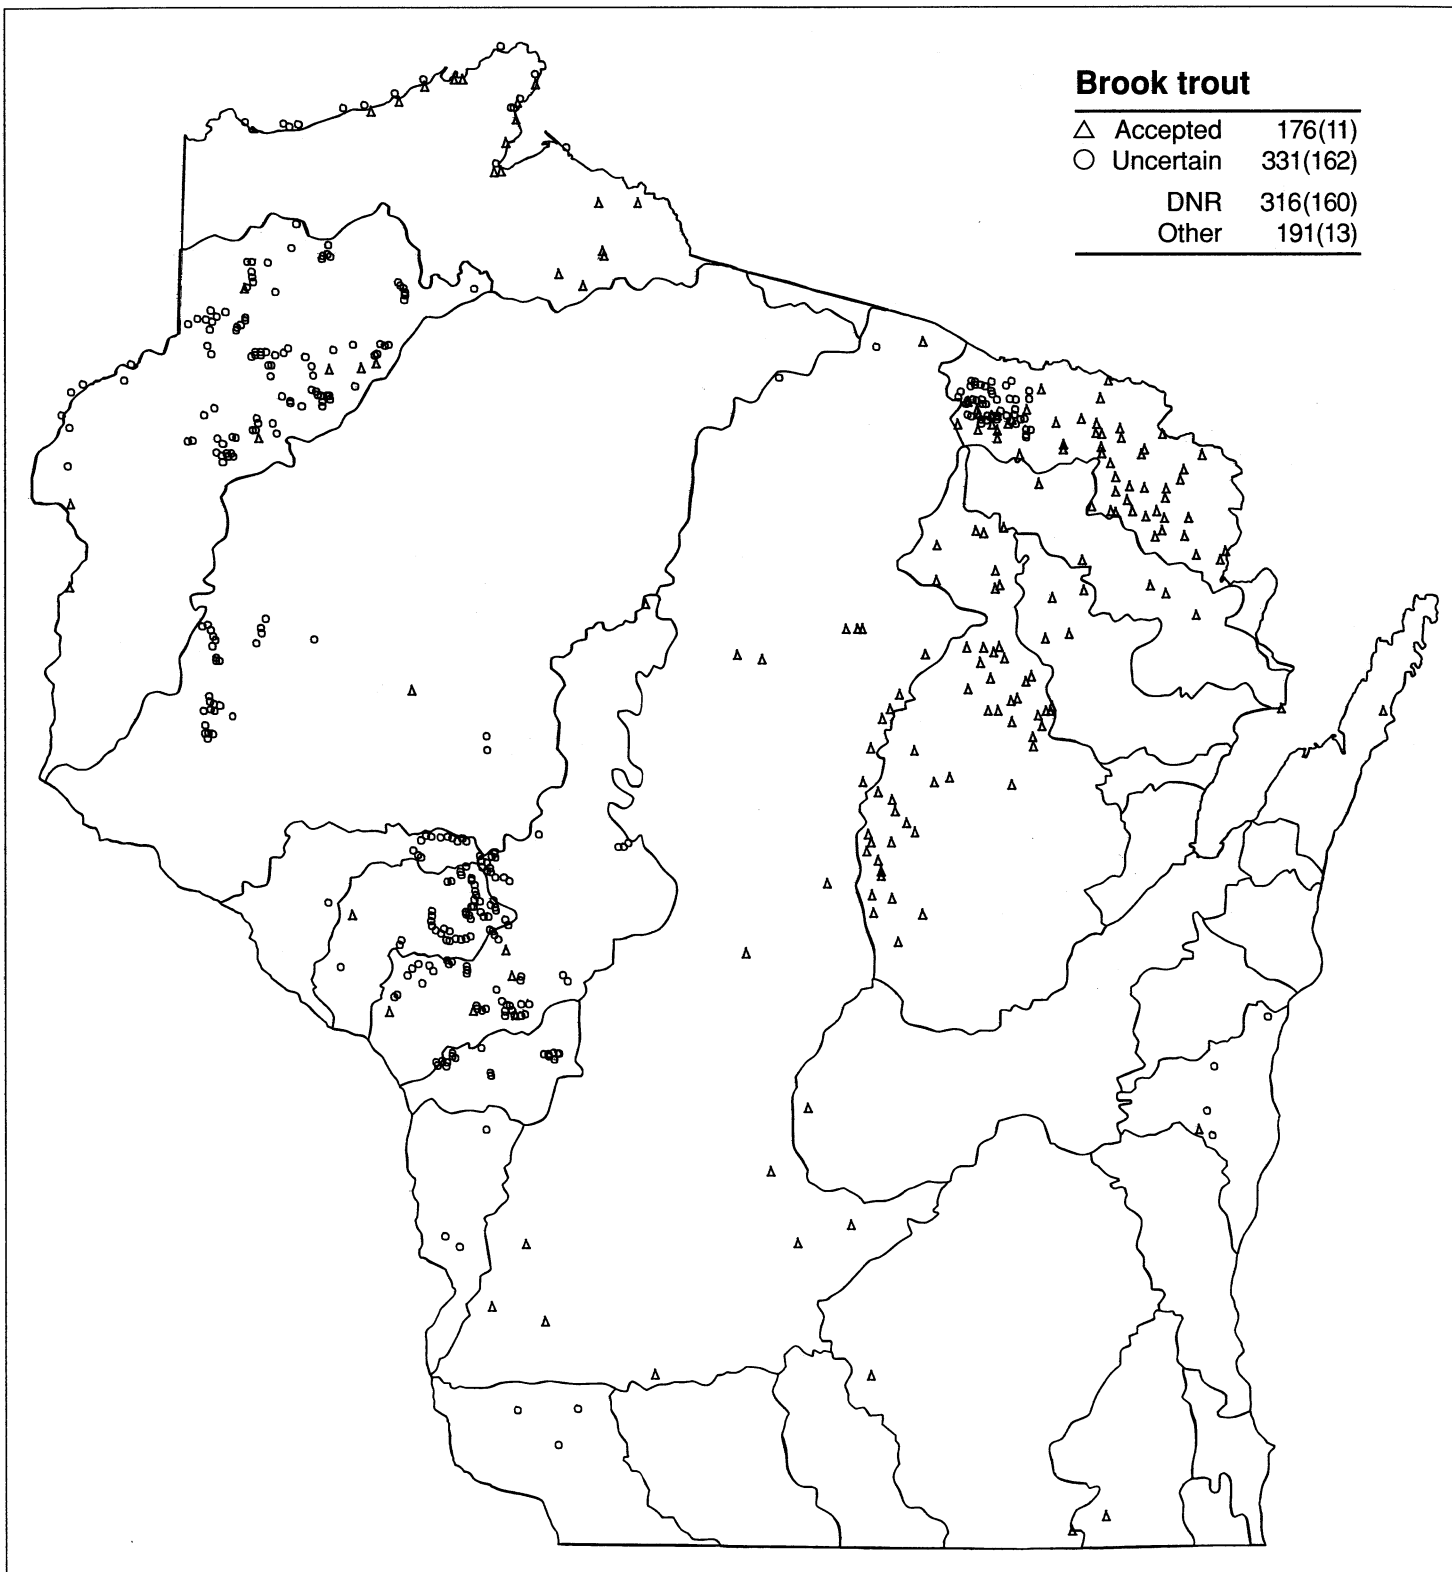 Brook trout
△ Accepted 176(11)
○ Uncertain 331(162)
DNR 316(160)
Other 191(13)